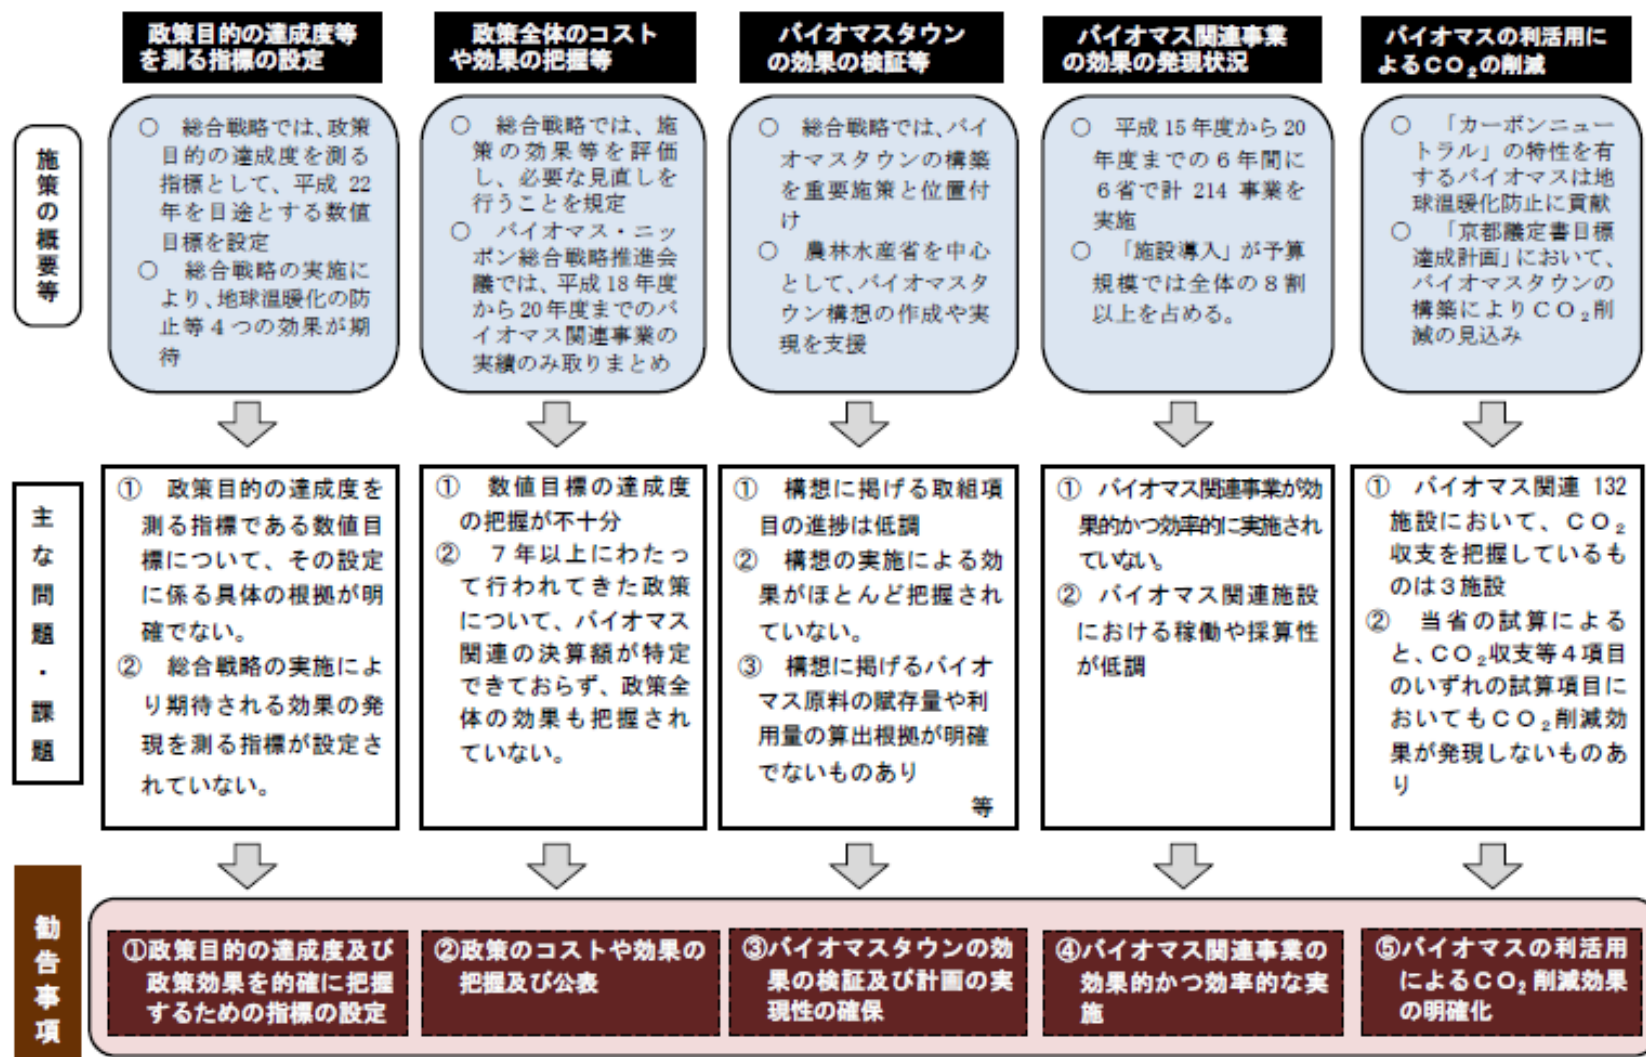 政策目的の達成度等
を測る指標の設定
政策全体のコスト
や効果の把握等
バイオマスタウン
の効果の検証等
バイオマス関連事業
の効果の発現状況
バイオマスの利活用に
よるCO₂の削減
施策の概要等
○ 総合戦略では、政策
目的の達成度を測る
指標として、平成 22
年を目途とする数値
目標を設定
○ 総合戦略の実施に
より、地球温暖化の防
止等4つの効果が期
待
○ 総合戦略では、施
策の効果等を評価
し、必要な見直しを
行うことを規定
○ バイオマス・ニッ
ポン総合戦略推進会
議では、平成 18 年度
から 20 年度までのバ
イオマス関連事業の
実績のみ取りまとめ
○ 総合戦略では、バイ
オマスタウンの構築
を重要施策と位置付
け
○ 農林水産省を中心
として、バイオマスタ
ウン構想の作成や実
現を支援
○ 平成 15 年度から 20
年度までの6年間に
6省で計 214 事業を
実施
○ 「施設導入」が予算
規模では全体の8割
以上を占める。
○ 「カーボンニュー
トラル」の特性を有
するバイオマスは地
球温暖化防止に貢献
○ 「京都議定書目標
達成計画」において、
バイオマスタウンの
構築によりCO₂削
減の見込み
主な問題・課題
① 政策目的の達成度を
測る指標である数値目
標について、その設定
に係る具体の根拠が明
確でない。
② 総合戦略の実施によ
り期待される効果の発
現を測る指標が設定さ
れていない。
① 数値目標の達成度
の把握が不十分
② 7年以上にわたっ
て行われてきた政策
について、バイオマス
関連の決算額が特定
できておらず、政策全
体の効果も把握され
ていない。
① 構想に掲げる取組項
目の進捗は低調
② 構想の実施による効
果がほとんど把握され
ていない。
③ 構想に掲げるバイオ
マス原料の賦存量や利
用量の算出根拠が明確
でないものあり
等
① バイオマス関連事業が効
果的かつ効率的に実施され
ていない。
② バイオマス関連施設
における稼働や採算性
が低調
① バイオマス関連 132
施設において、CO₂
収支を把握しているも
のは3施設
② 当省の試算による
と、CO₂収支等4項目
のいずれの試算項目に
おいてもCO₂削減効
果が発現しないものあ
り
勧告事項
①政策目的の達成度及び
政策効果を的確に把握
するための指標の設定
②政策のコストや効果の
把握及び公表
③バイオマスタウンの効
果の検証及び計画の実
現性の確保
④バイオマス関連事業の
効果的かつ効率的な実
施
⑤バイオマスの利活用
によるCO₂削減効果
の明確化